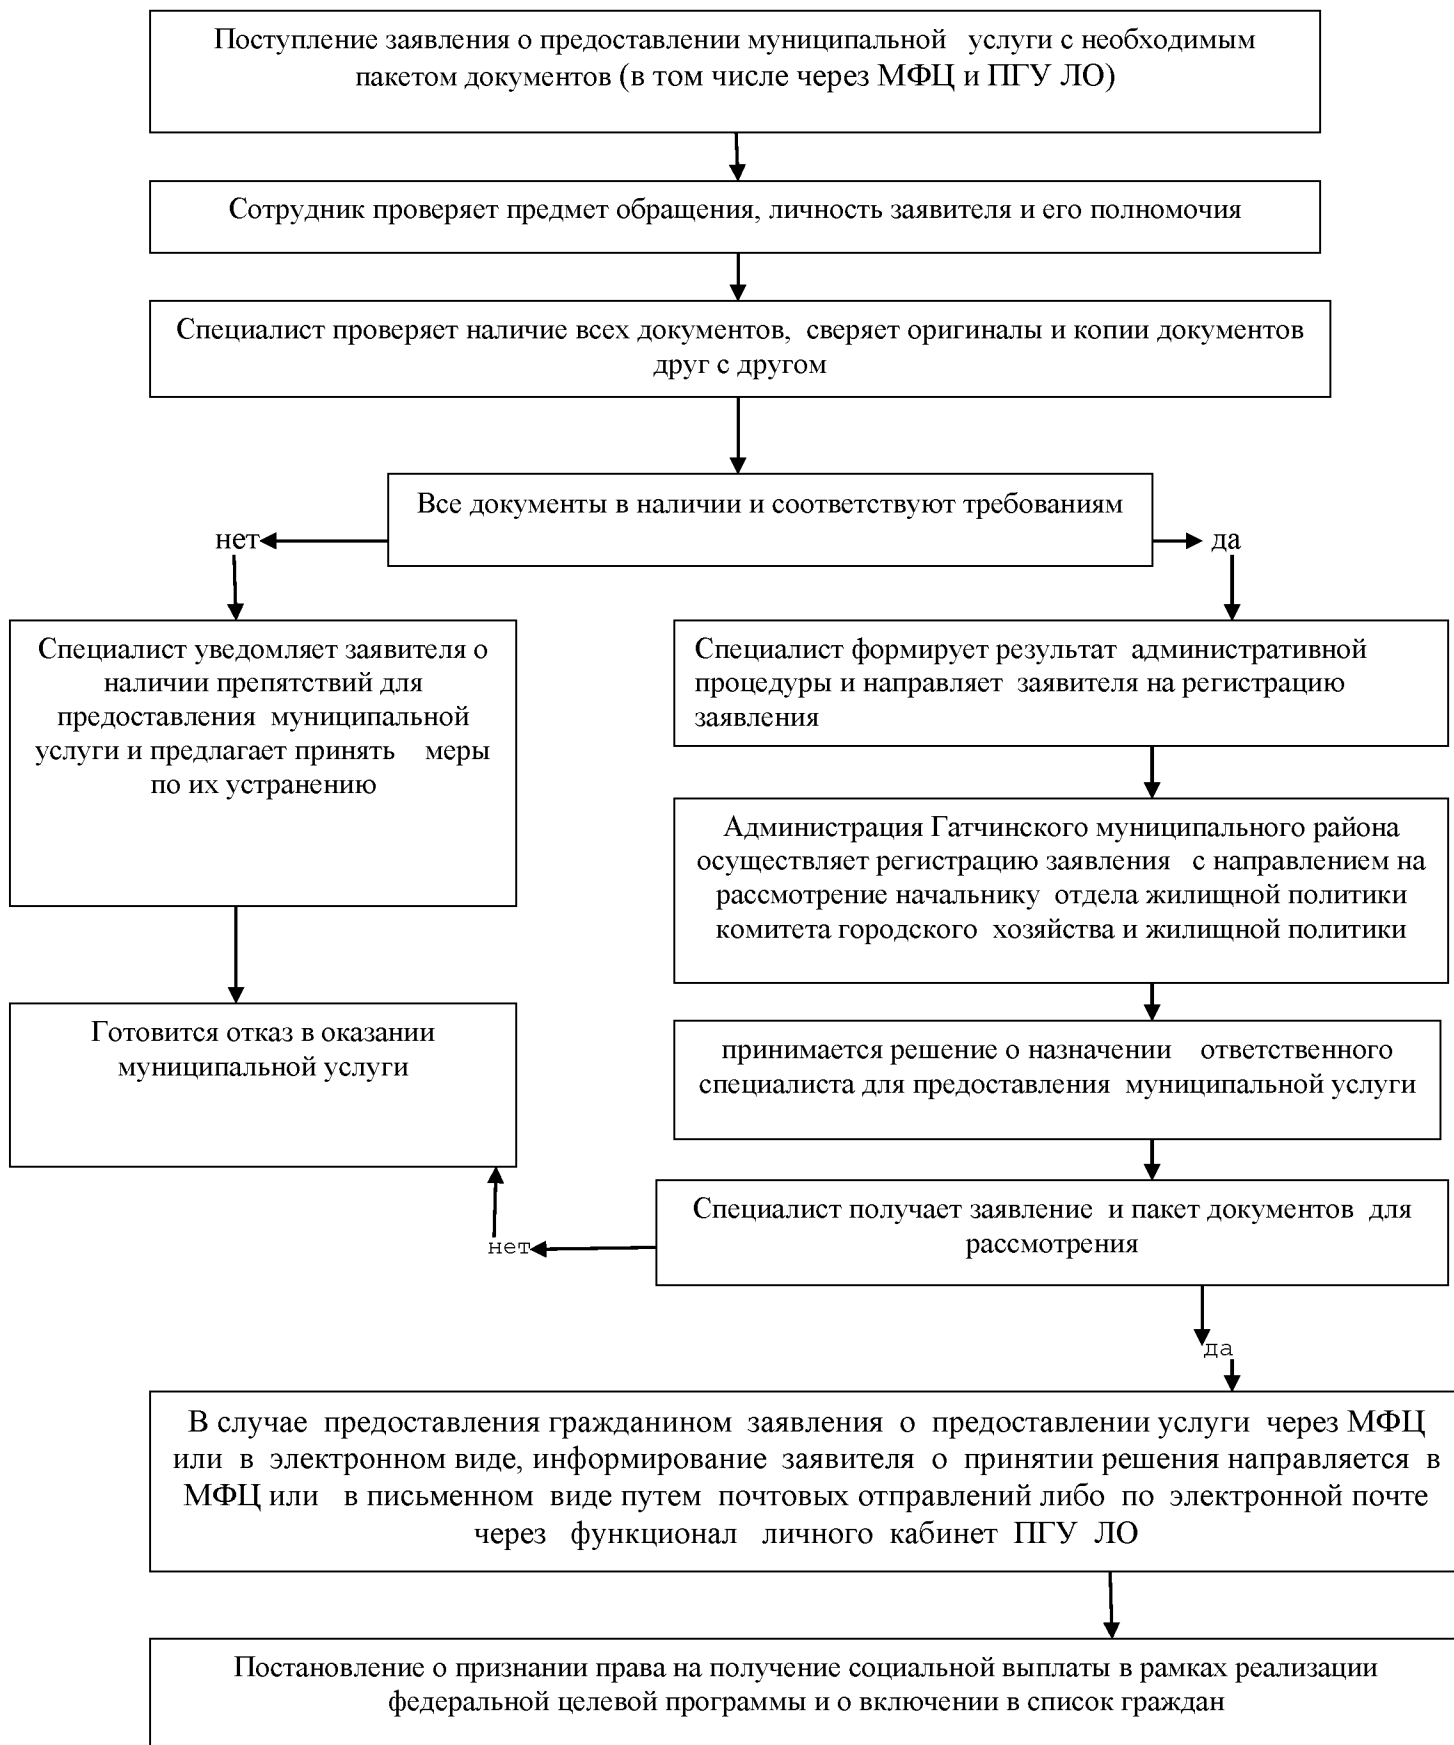 Поступление заявления о предоставлении муниципальной услуги с необходимым
пакетом документов (в том числе через МФЦ и ПГУ ЛО)
Сотрудник проверяет предмет обращения, личность заявителя и его полномочия
Специалист проверяет наличие всех документов, сверяет оригиналы и копии документов
друг с другом
Все документы в наличии и соответствуют требованиям
нет
да
Специалист уведомляет заявителя о
наличии препятствий для
предоставления муниципальной
услуги и предлагает принять меры
по их устранению
Готовится отказ в оказании
муниципальной услуги
Специалист формирует результат административной
процедуры и направляет заявителя на регистрацию
заявления
Администрация Гатчинского муниципального района
осуществляет регистрацию заявления с направлением на
рассмотрение начальнику отдела жилищной политики
комитета городского хозяйства и жилищной политики
принимается решение о назначении ответственного
специалиста для предоставления муниципальной услуги
Специалист получает заявление и пакет документов для
рассмотрения
нет
да
В случае предоставления гражданином заявления о предоставлении услуги через МФЦ
или в электронном виде, информирование заявителя о принятии решения направляется в
МФЦ или в письменном виде путем почтовых отправлений либо по электронной почте
через функционал личного кабинет ПГУ ЛО
Постановление о признании права на получение социальной выплаты в рамках реализации
федеральной целевой программы и о включении в список граждан